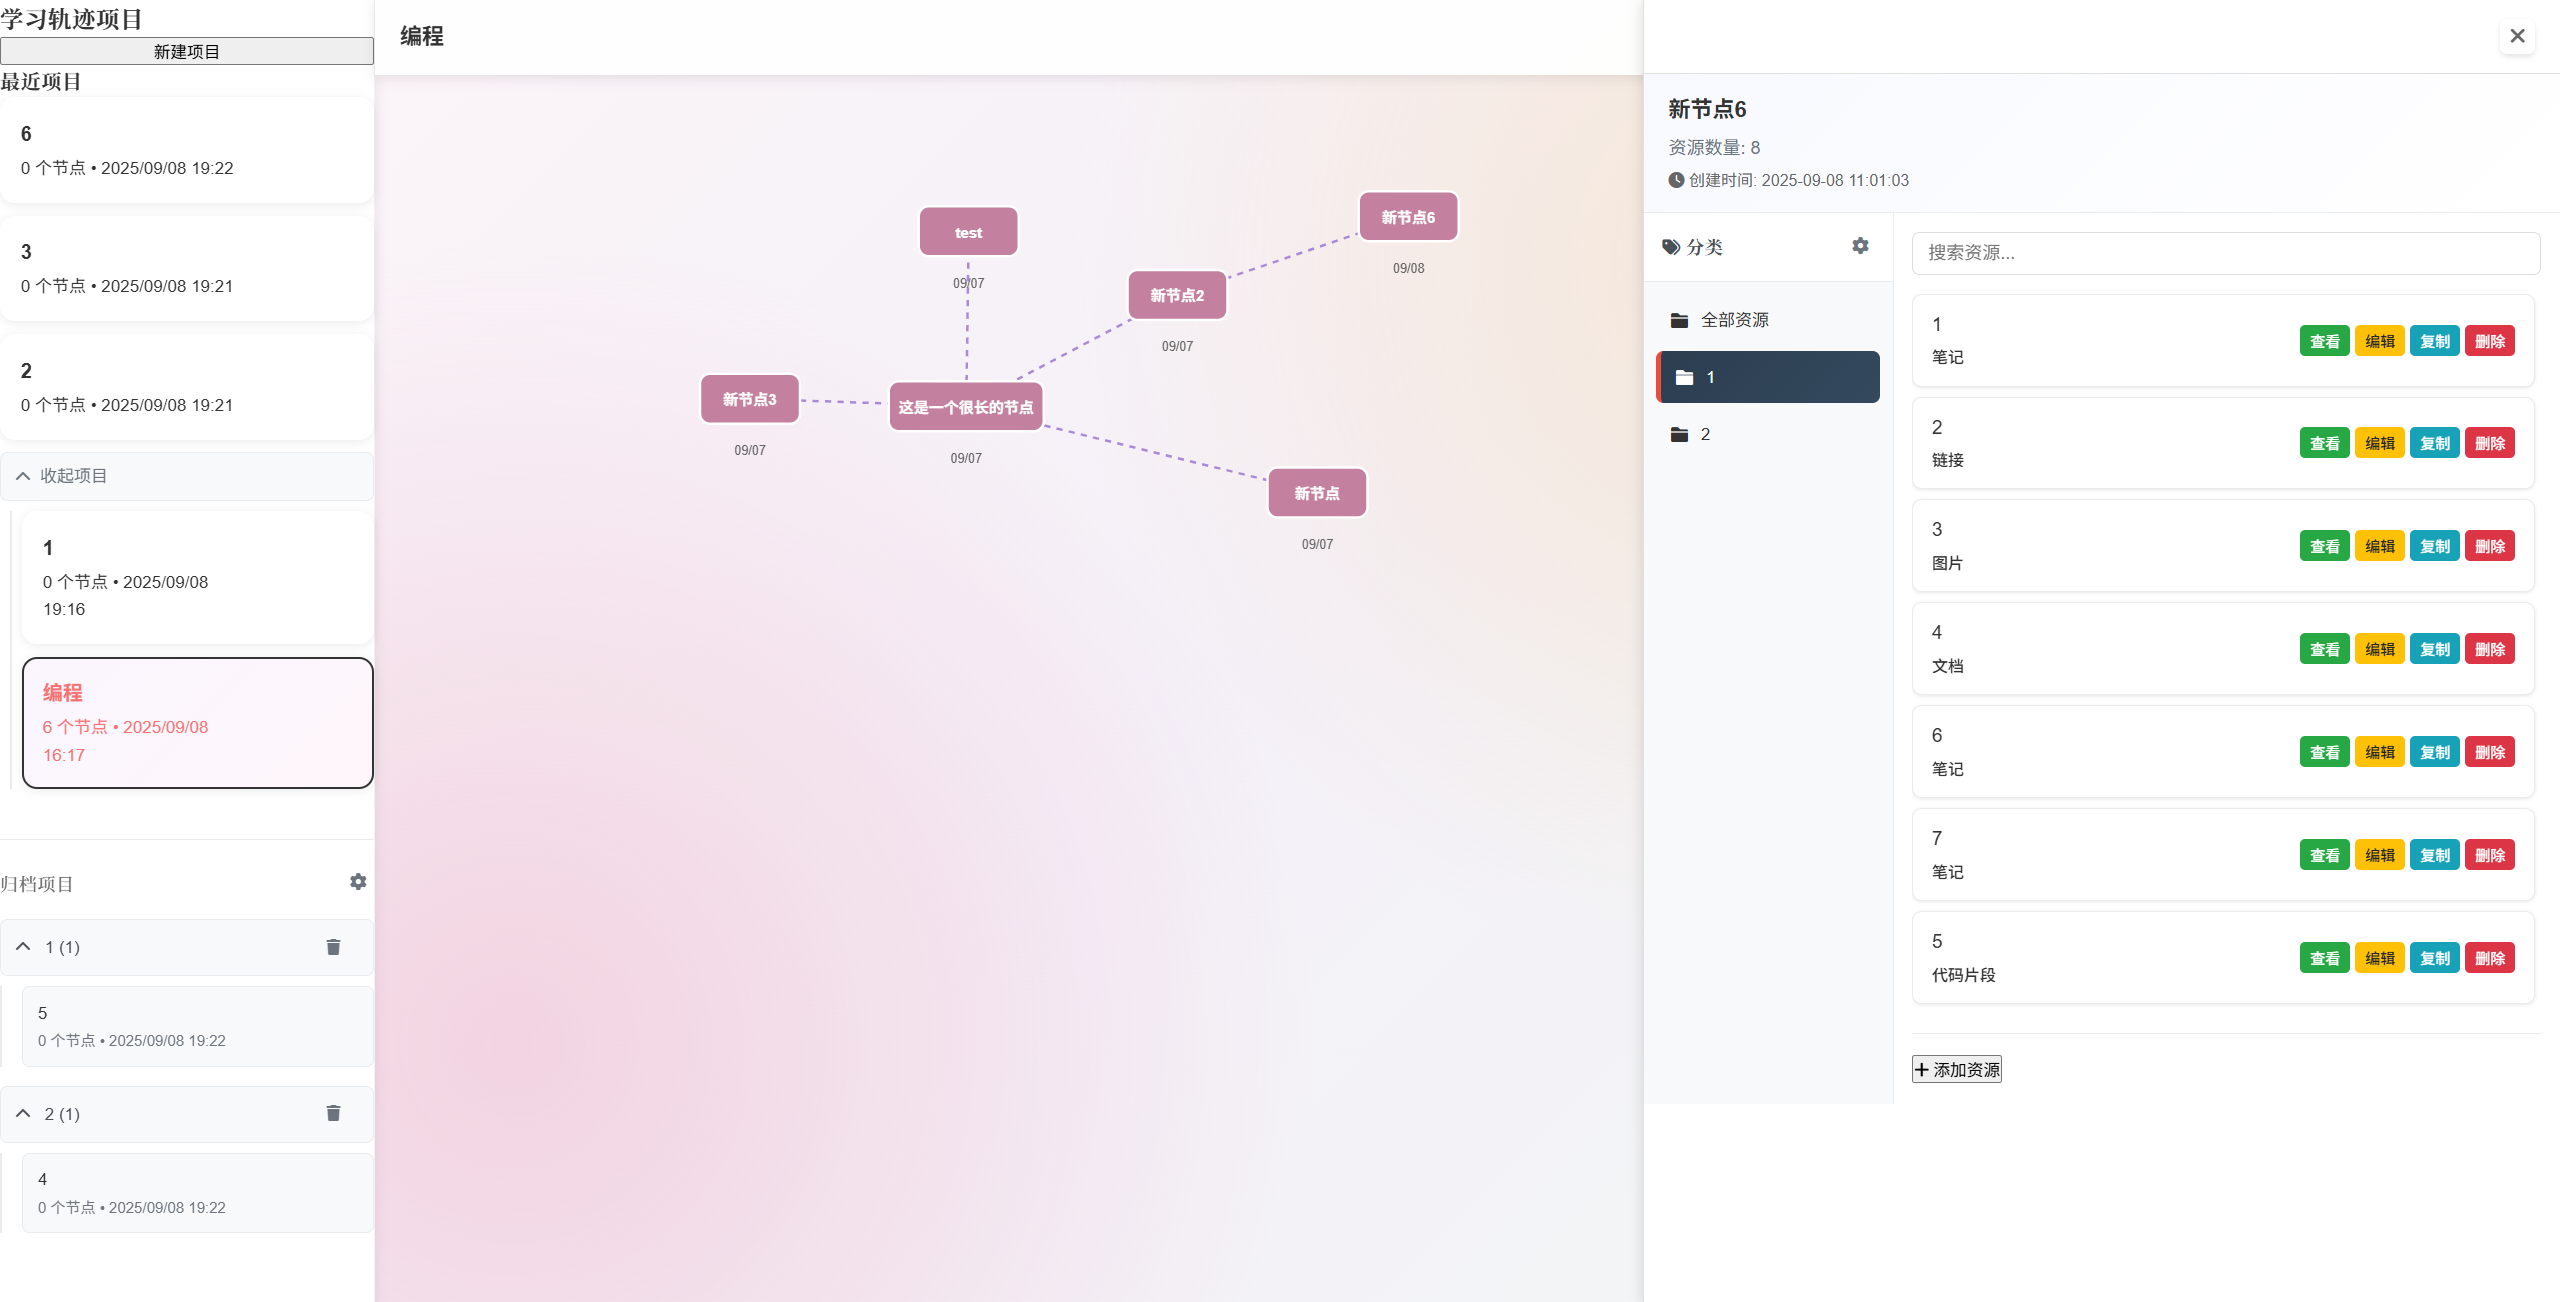 学习轨迹项目
新建项目
最近项目
6
0 个节点 • 2025/09/08 19:22
3
0 个节点 • 2025/09/08 19:21
2
0 个节点 • 2025/09/08 19:21
收起项目
1
0 个节点 • 2025/09/08
19:16
编程
6 个节点 • 2025/09/08
16:17
归档项目
1 (1)
5
0 个节点 • 2025/09/08 19:22
2 (1)
4
0 个节点 • 2025/09/08 19:22
编程
test
09/07
新节点6
09/08
新节点2
09/07
新节点3
09/07
这是一个很长的节点
09/07
新节点
09/07
新节点6
资源数量: 8
创建时间: 2025-09-08 11:01:03
分类
全部资源
1
2
搜索资源...
1
笔记
查看 编辑 复制 删除
2
链接
查看 编辑 复制 删除
3
图片
查看 编辑 复制 删除
4
文档
查看 编辑 复制 删除
6
笔记
查看 编辑 复制 删除
7
笔记
查看 编辑 复制 删除
5
代码片段
查看 编辑 复制 删除
+ 添加资源